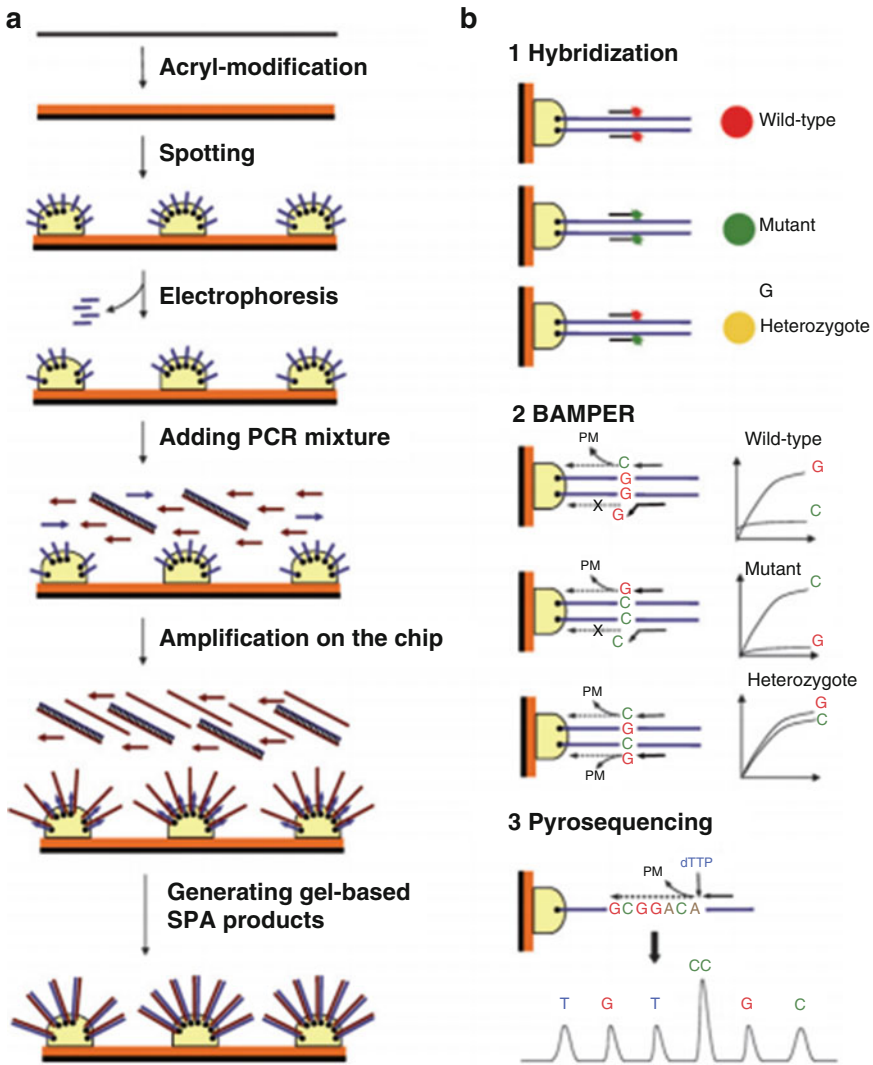 a
Acryl-modification
Spotting
Electrophoresis
Adding PCR mixture
Amplification on the chip
Generating gel-based
SPA products
b
1 Hybridization
Wild-type
Mutant
G
Heterozygote
2 BAMPER
PM
C
G
G
X
G
Wild-type
G
C
PM
G
C
C
X
C
Mutant
C
G
PM
C
G
C
G
PM
Heterozygote
G
C
3 Pyrosequencing
PM
dTTP
GCGGACA
T G T CC G C